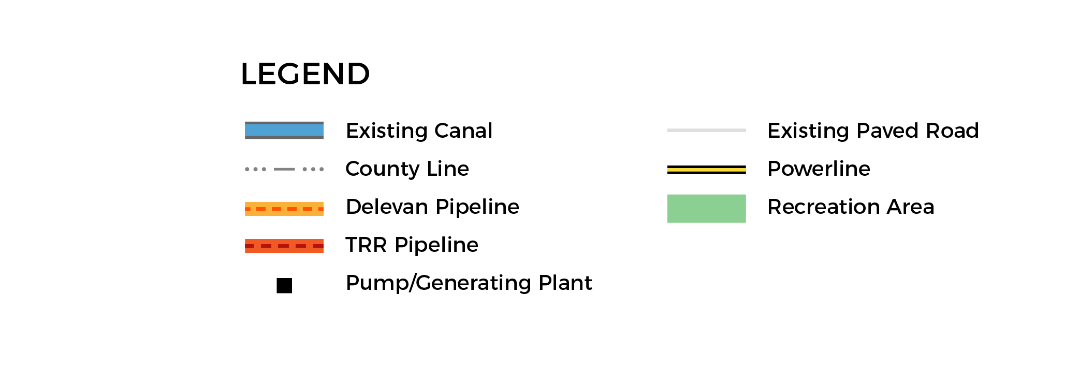 LEGEND
Existing Canal
County Line
Delevan Pipeline
TRR Pipeline
Pump/Generating Plant
Existing Paved Road
Powerline
Recreation Area